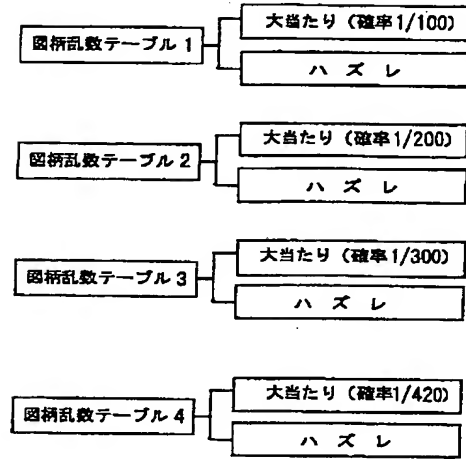 大当たり（確率1/100）
図柄乱数テーブル 1
ハ ズ レ
大当たり（確率1/200）
図柄乱数テーブル 2
ハ ズ レ
大当たり（確率1/300）
図柄乱数テーブル 3
ハ ズ レ
大当たり（確率1/420）
図柄乱数テーブル 4
ハ ズ レ